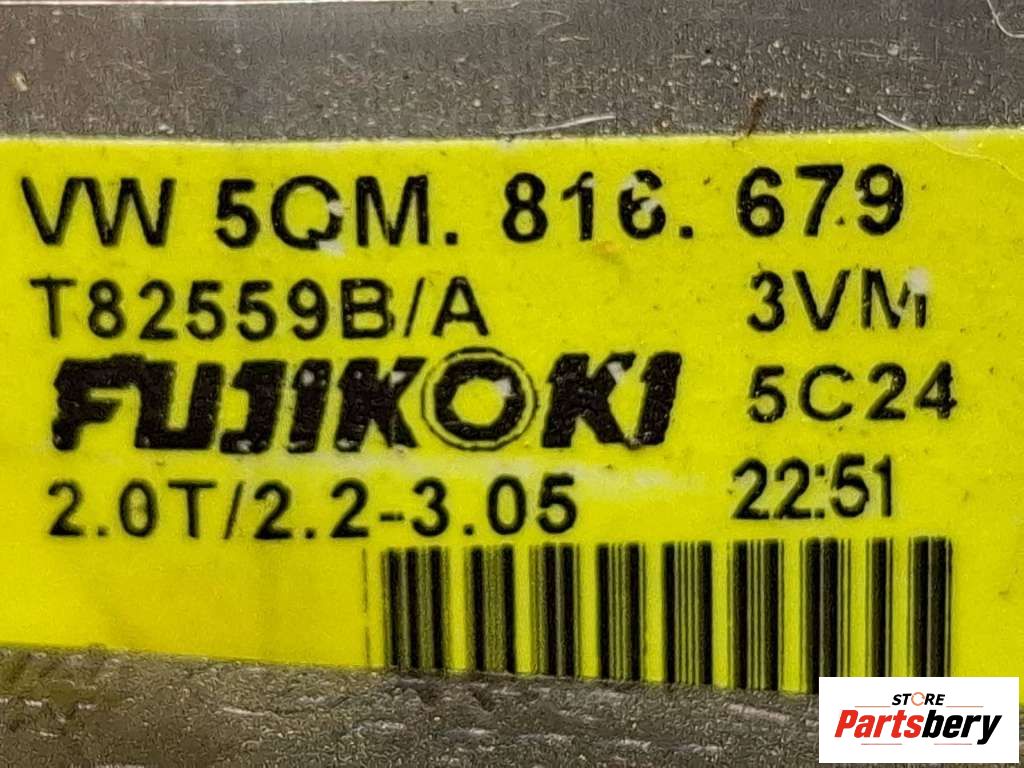 VW 5QM. 816. 679
T82559B/A 3VM
FUJIKOKI 5C24
2.0T/2.2-3.05 22:51
STORE
Partsbery